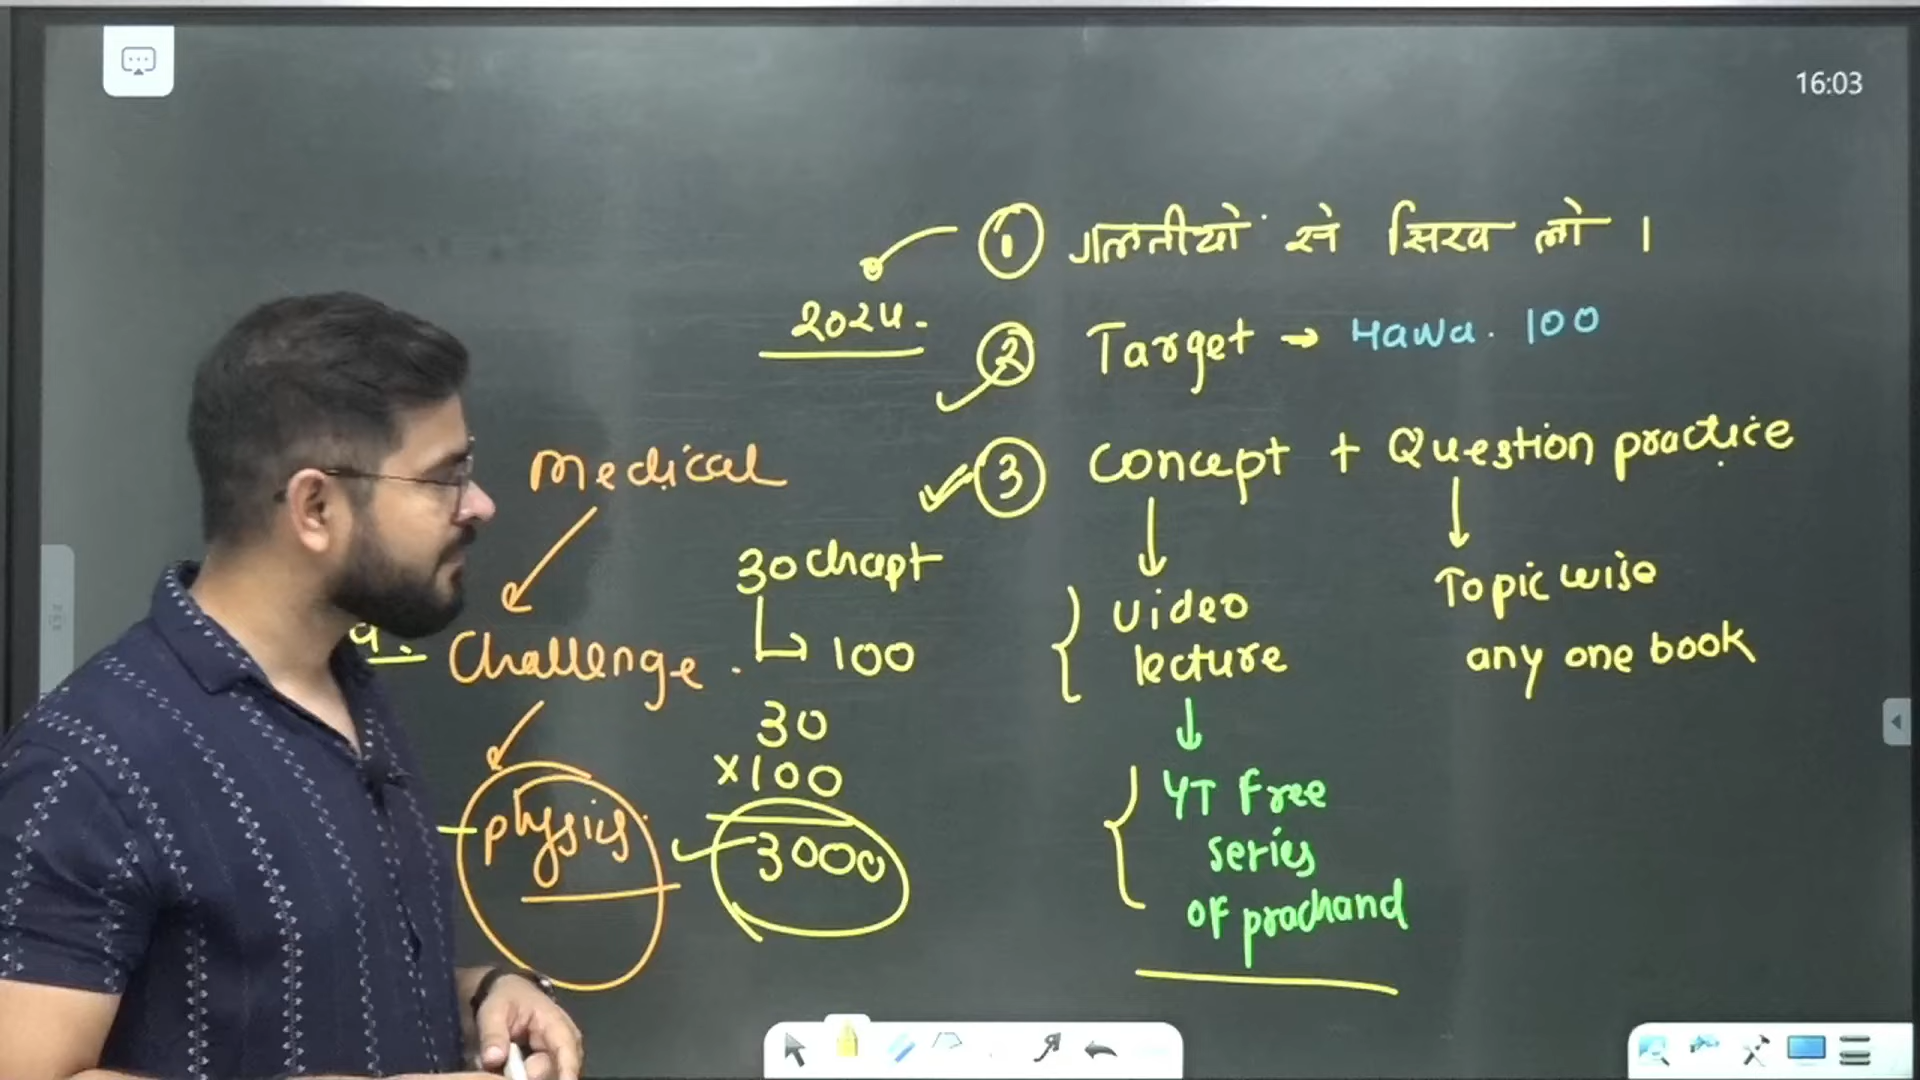 16:03
① गलतीयों से सिख लो ।
2024.
② Target → Hawa. 100
③ Concept + Question practice
Medical
Challenge.
physics
30 Chapt
100
30
×100
3000
Video
lecture
YT Free
series
of prachand
Topic wise
any one book